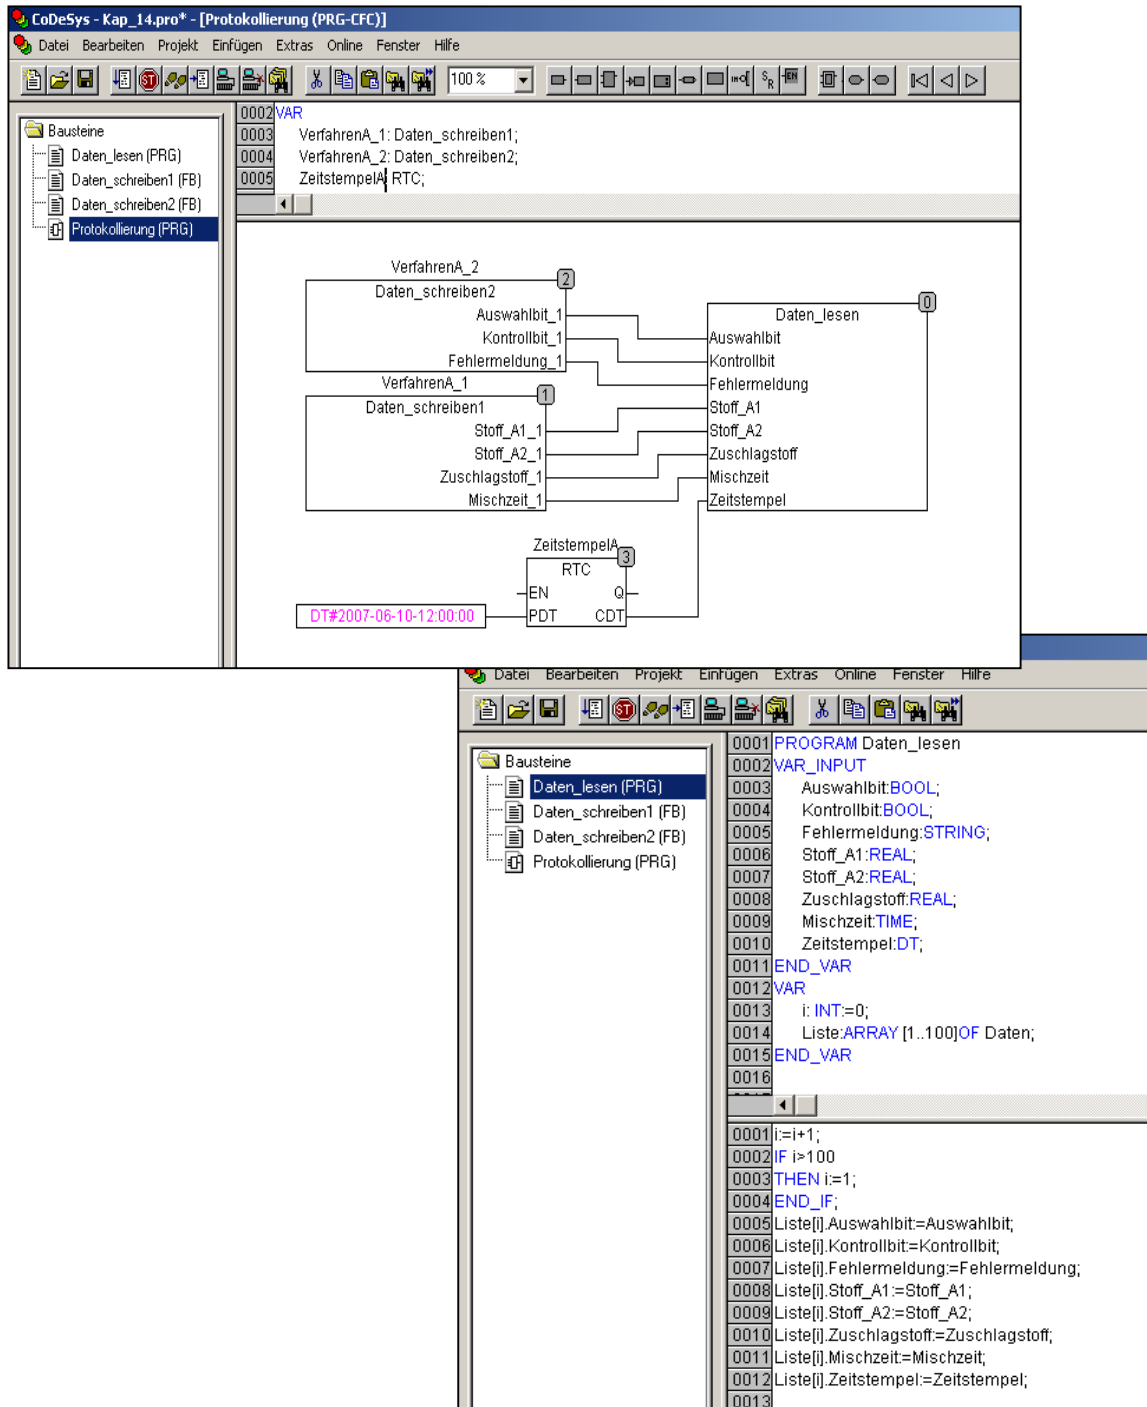 CoDeSys - Kap_14.pro* - [Protokollierung (PRG-CFC)]
Datei Bearbeiten Projekt Einfügen Extras Online Fenster Hilfe
100 %
Bausteine
Daten_lesen (PRG)
Daten_schreiben1 (FB)
Daten_schreiben2 (FB)
Protokollierung (PRG)
0002 VAR
0003 VerfahrenA_1: Daten_schreiben1;
0004 VerfahrenA_2: Daten_schreiben2;
0005 ZeitstempelA: RTC;
VerfahrenA_2
2
Daten_schreiben2
Auswahlbit_1
Kontrollbit_1
Fehlermeldung_1
VerfahrenA_1
1
Daten_schreiben1
Stoff_A1_1
Stoff_A2_1
Zuschlagstoff_1
Mischzeit_1
0
Daten_lesen
Auswahlbit
Kontrollbit
Fehlermeldung
Stoff_A1
Stoff_A2
Zuschlagstoff
Mischzeit
Zeitstempel
ZeitstempelA
3
RTC
EN Q
DT#2007-06-10-12:00:00
PDT CDT
Datei Bearbeiten Projekt Einfügen Extras Online Fenster Hilfe
Bausteine
Daten_lesen (PRG)
Daten_schreiben1 (FB)
Daten_schreiben2 (FB)
Protokollierung (PRG)
0001 PROGRAM Daten_lesen
0002 VAR_INPUT
0003 Auswahlbit:BOOL;
0004 Kontrollbit:BOOL;
0005 Fehlermeldung:STRING;
0006 Stoff_A1:REAL;
0007 Stoff_A2:REAL;
0008 Zuschlagstoff:REAL;
0009 Mischzeit:TIME;
0010 Zeitstempel:DT;
0011 END_VAR
0012 VAR
0013 i: INT:=0;
0014 Liste:ARRAY [1..100]OF Daten;
0015 END_VAR
0016
0001 i:=i+1;
0002 IF i>100
0003 THEN i:=1;
0004 END_IF;
0005 Liste[i].Auswahlbit:=Auswahlbit;
0006 Liste[i].Kontrollbit:=Kontrollbit;
0007 Liste[i].Fehlermeldung:=Fehlermeldung;
0008 Liste[i].Stoff_A1:=Stoff_A1;
0009 Liste[i].Stoff_A2:=Stoff_A2;
0010 Liste[i].Zuschlagstoff:=Zuschlagstoff;
0011 Liste[i].Mischzeit:=Mischzeit;
0012 Liste[i].Zeitstempel:=Zeitstempel;
0013